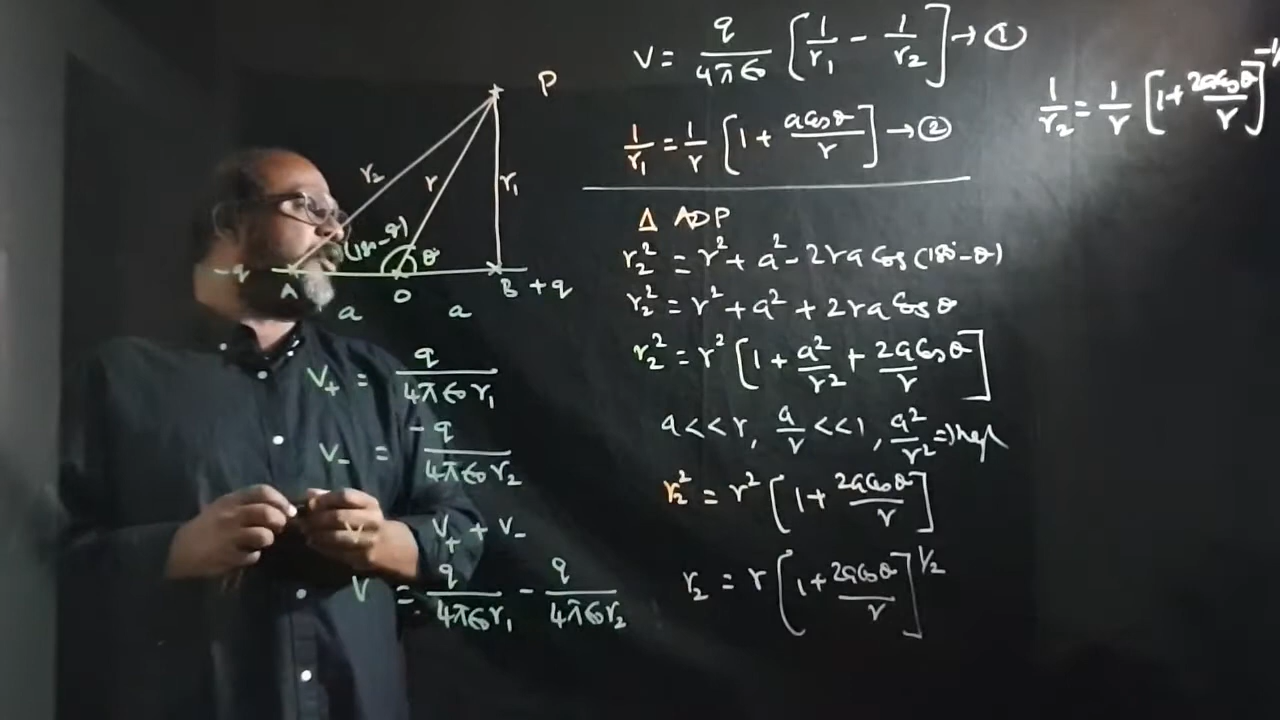 P
r₂
r
r₁
(180-θ)
θ
-q
A
O
B +q
a
a
V₊ = q/4πϵ₀r₁
V₋ = -q/4πϵ₀r₂
V V₊ + V₋
V = q/4πϵ₀r₁ - q/4πϵ₀r₂
V = q/4πϵ₀ [1/r₁ - 1/r₂] → ①
1/r₁ = 1/r [1 + aCosθ/r] → ②
Δ AOP
r₂² = r² + a² - 2ra Cos(180° - θ)
r₂² = r² + a² + 2ra Cosθ
r₂² = r² [1 + a²/r² + 2aCosθ/r]
a << r, a/r << 1, a²/r² ⇒ negl
r₂² = r² [1 + 2aCosθ/r]
r₂ = r [1 + 2aCosθ/r]^1/2
1/r₂ = 1/r [1 + 2aCosθ/r]^-1/